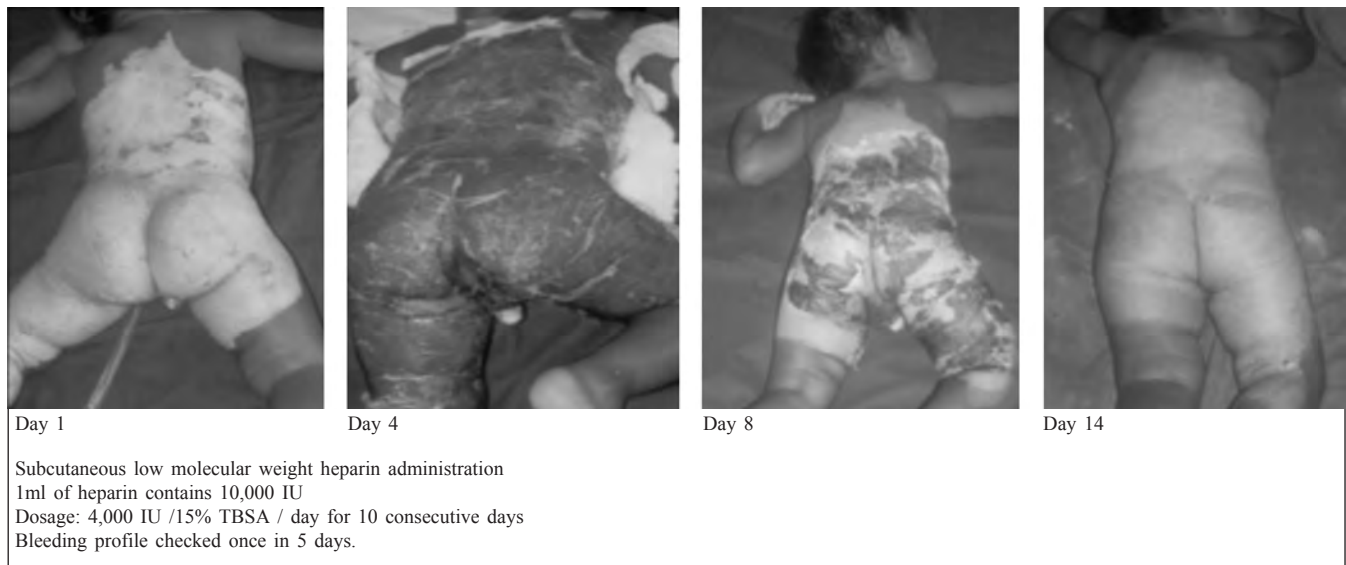 Day 1
Day 4
Day 8
Day 14
Subcutaneous low molecular weight heparin administration
1ml of heparin contains 10,000 IU
Dosage: 4,000 IU /15% TBSA / day for 10 consecutive days
Bleeding profile checked once in 5 days.